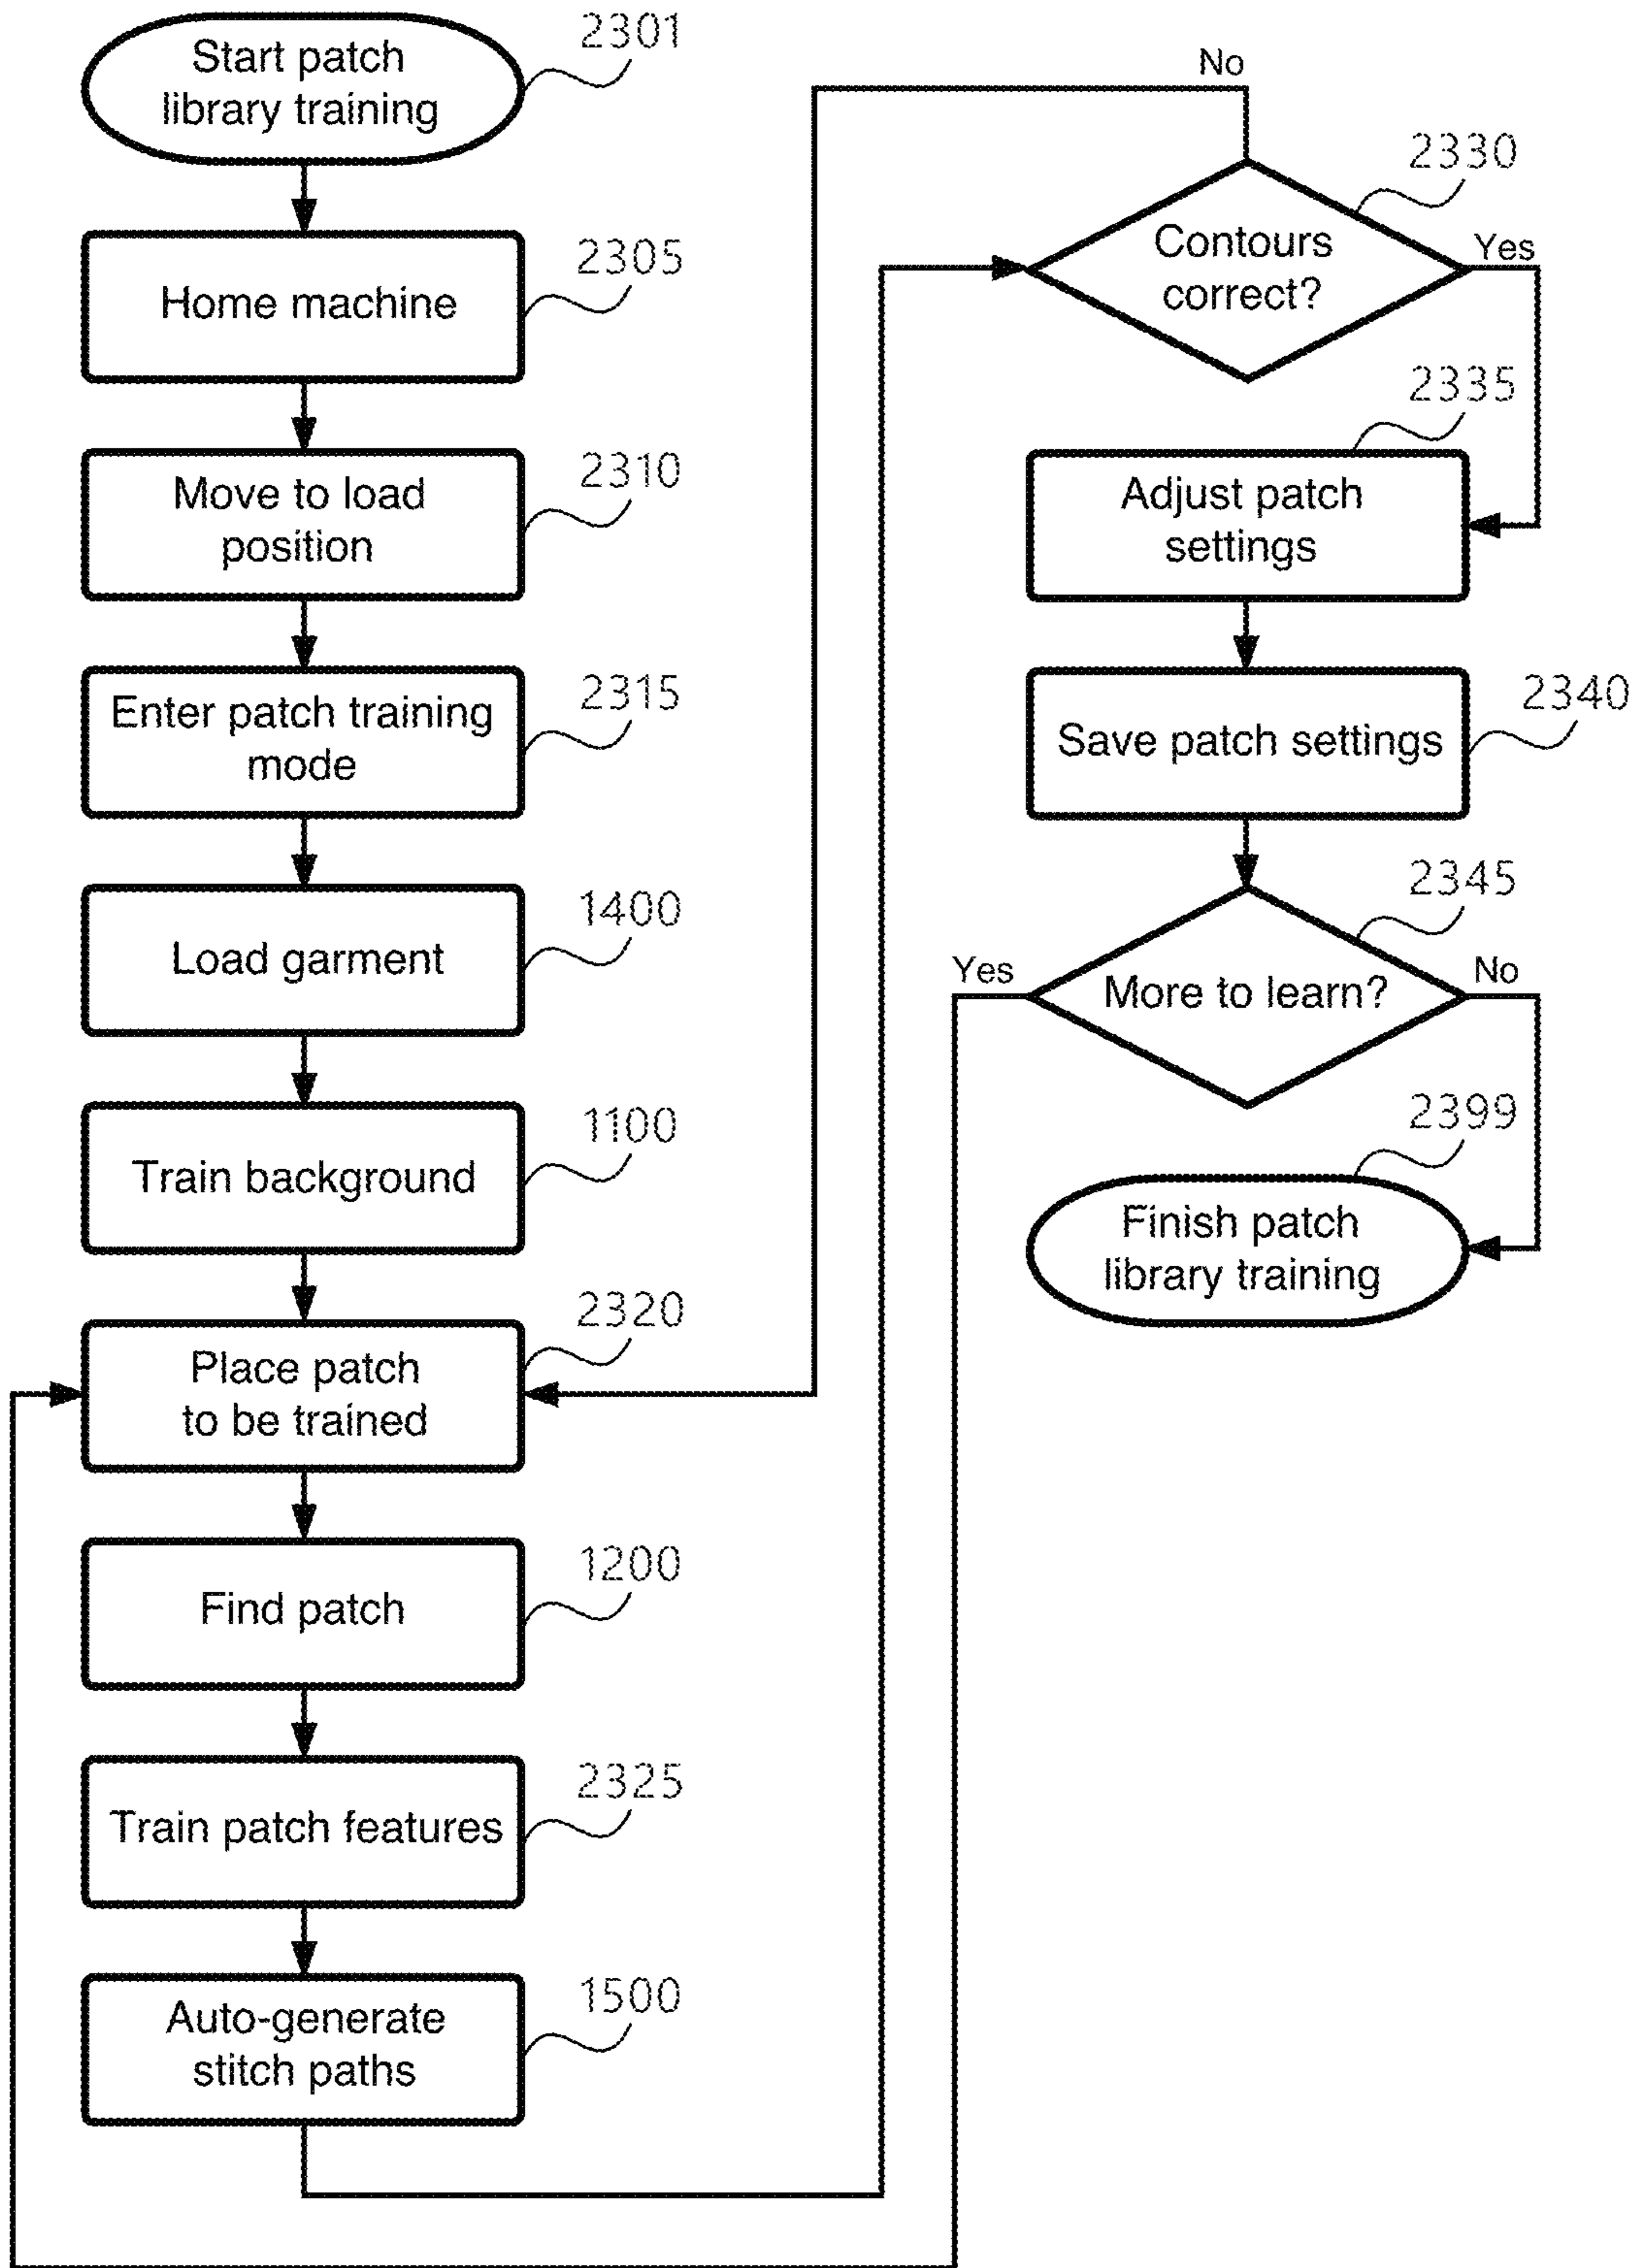 Start patch
library training
2301
Home machine
2305
Move to load
position
2310
Enter patch training
mode
2315
Load garment
1400
Train background
1100
Place patch
to be trained
2320
Find patch
1200
Train patch features
2325
Auto-generate
stitch paths
1500
No
2330
Contours
correct?
Yes
2335
Adjust patch
settings
2340
Save patch settings
2345
Yes
More to learn?
No
2399
Finish patch
library training